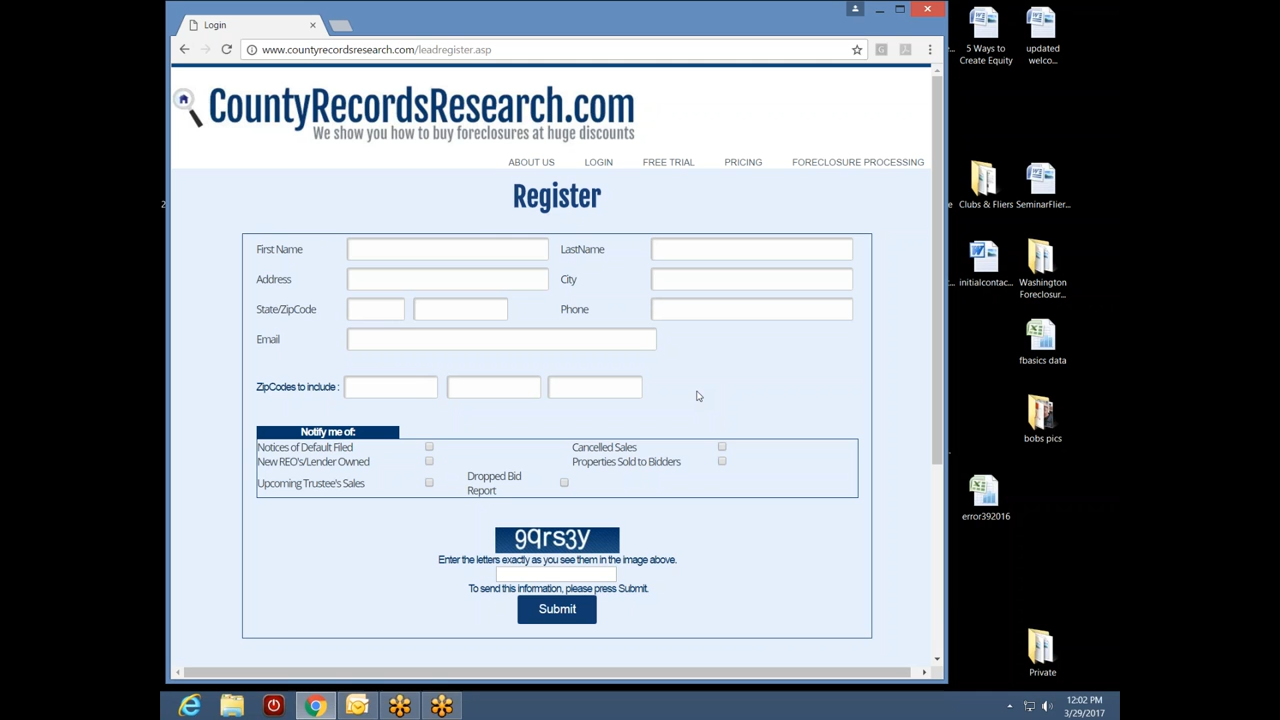 Login
www.countyrecordsresearch.com/leadregister.asp
CountyRecordsResearch.com
We show you how to buy foreclosures at huge discounts
ABOUT US LOGIN FREE TRIAL PRICING FORECLOSURE PROCESSING
Register
First Name LastName
Address City
State/ZipCode Phone
Email
ZipCodes to include :
Notify me of:
Notices of Default Filed Cancelled Sales
New REO's/Lender Owned Properties Sold to Bidders
Upcoming Trustee's Sales Dropped Bid
Report
9qrs3y
Enter the letters exactly as you see them in the image above.
To send this information, please press Submit.
Submit
5 Ways to
Create Equity
updated
welco...
Clubs & Fliers
SeminarFlier...
initialcontac...
Washington
Foreclosur...
fbasics data
bobs pics
error392016
Private
12:02 PM
3/29/2017